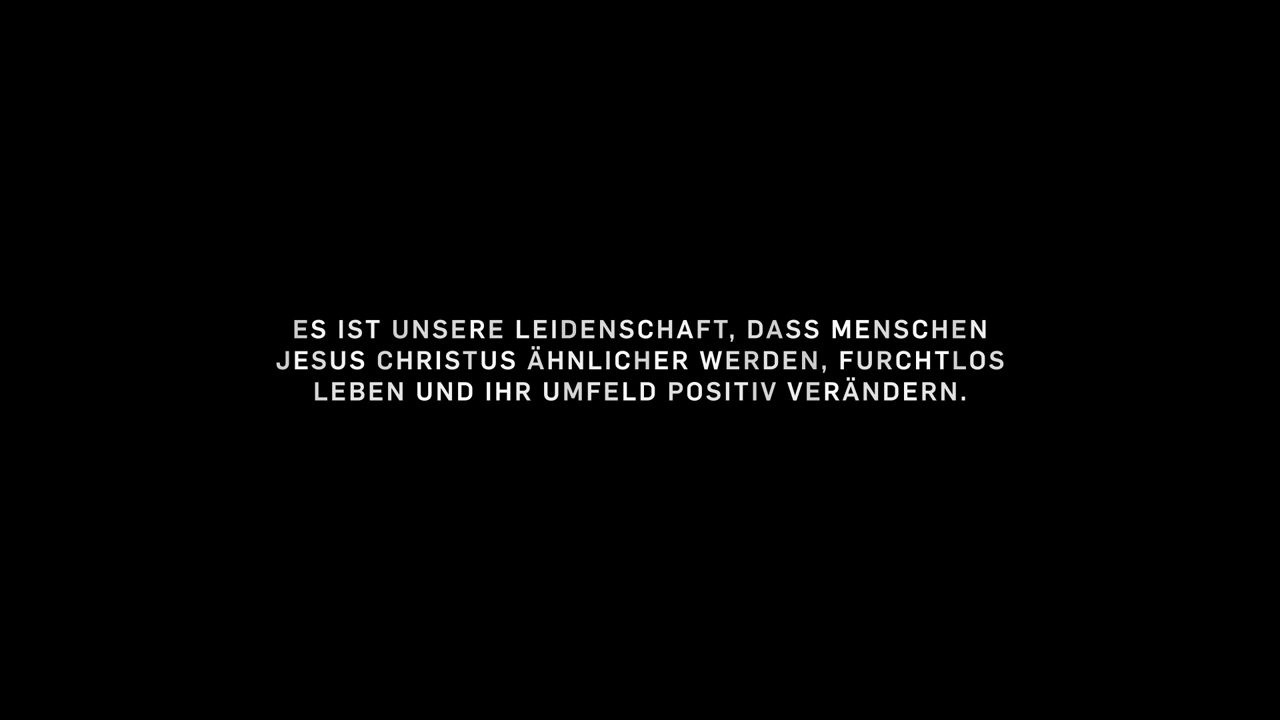 ES IST UNSERE LEIDENSCHAFT, DASS MENSCHEN
JESUS CHRISTUS ÄHNLICHER WERDEN, FURCHTLOS
LEBEN UND IHR UMFELD POSITIV VERÄNDERN.